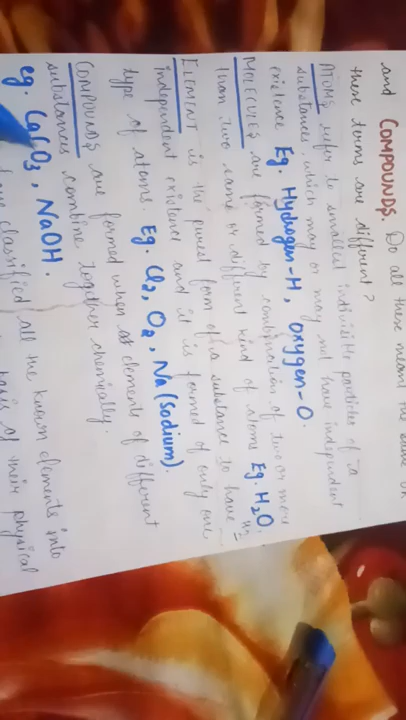 and COMPOUNDS. Do all these means the same or
these terms are different?
ATOMS refer to smallest indivisible particles of a
substances, which may or may not have independent
existence Eg. Hydrogen-H, Oxygen-O.
MOLECULES are formed by combination of two or more
than two same or different kind of atoms Eg. H2O.
ELEMENT is the purest form of a substance to have
independent existence and it is formed of only one
type of atoms. Eg. Cl2, O2, Na (Sodium).
COMPOUNDS are formed when elements of different
substances combine together chemically.
eg. CaCO3, NaOH.
classified all the known elements into
basis of their physical